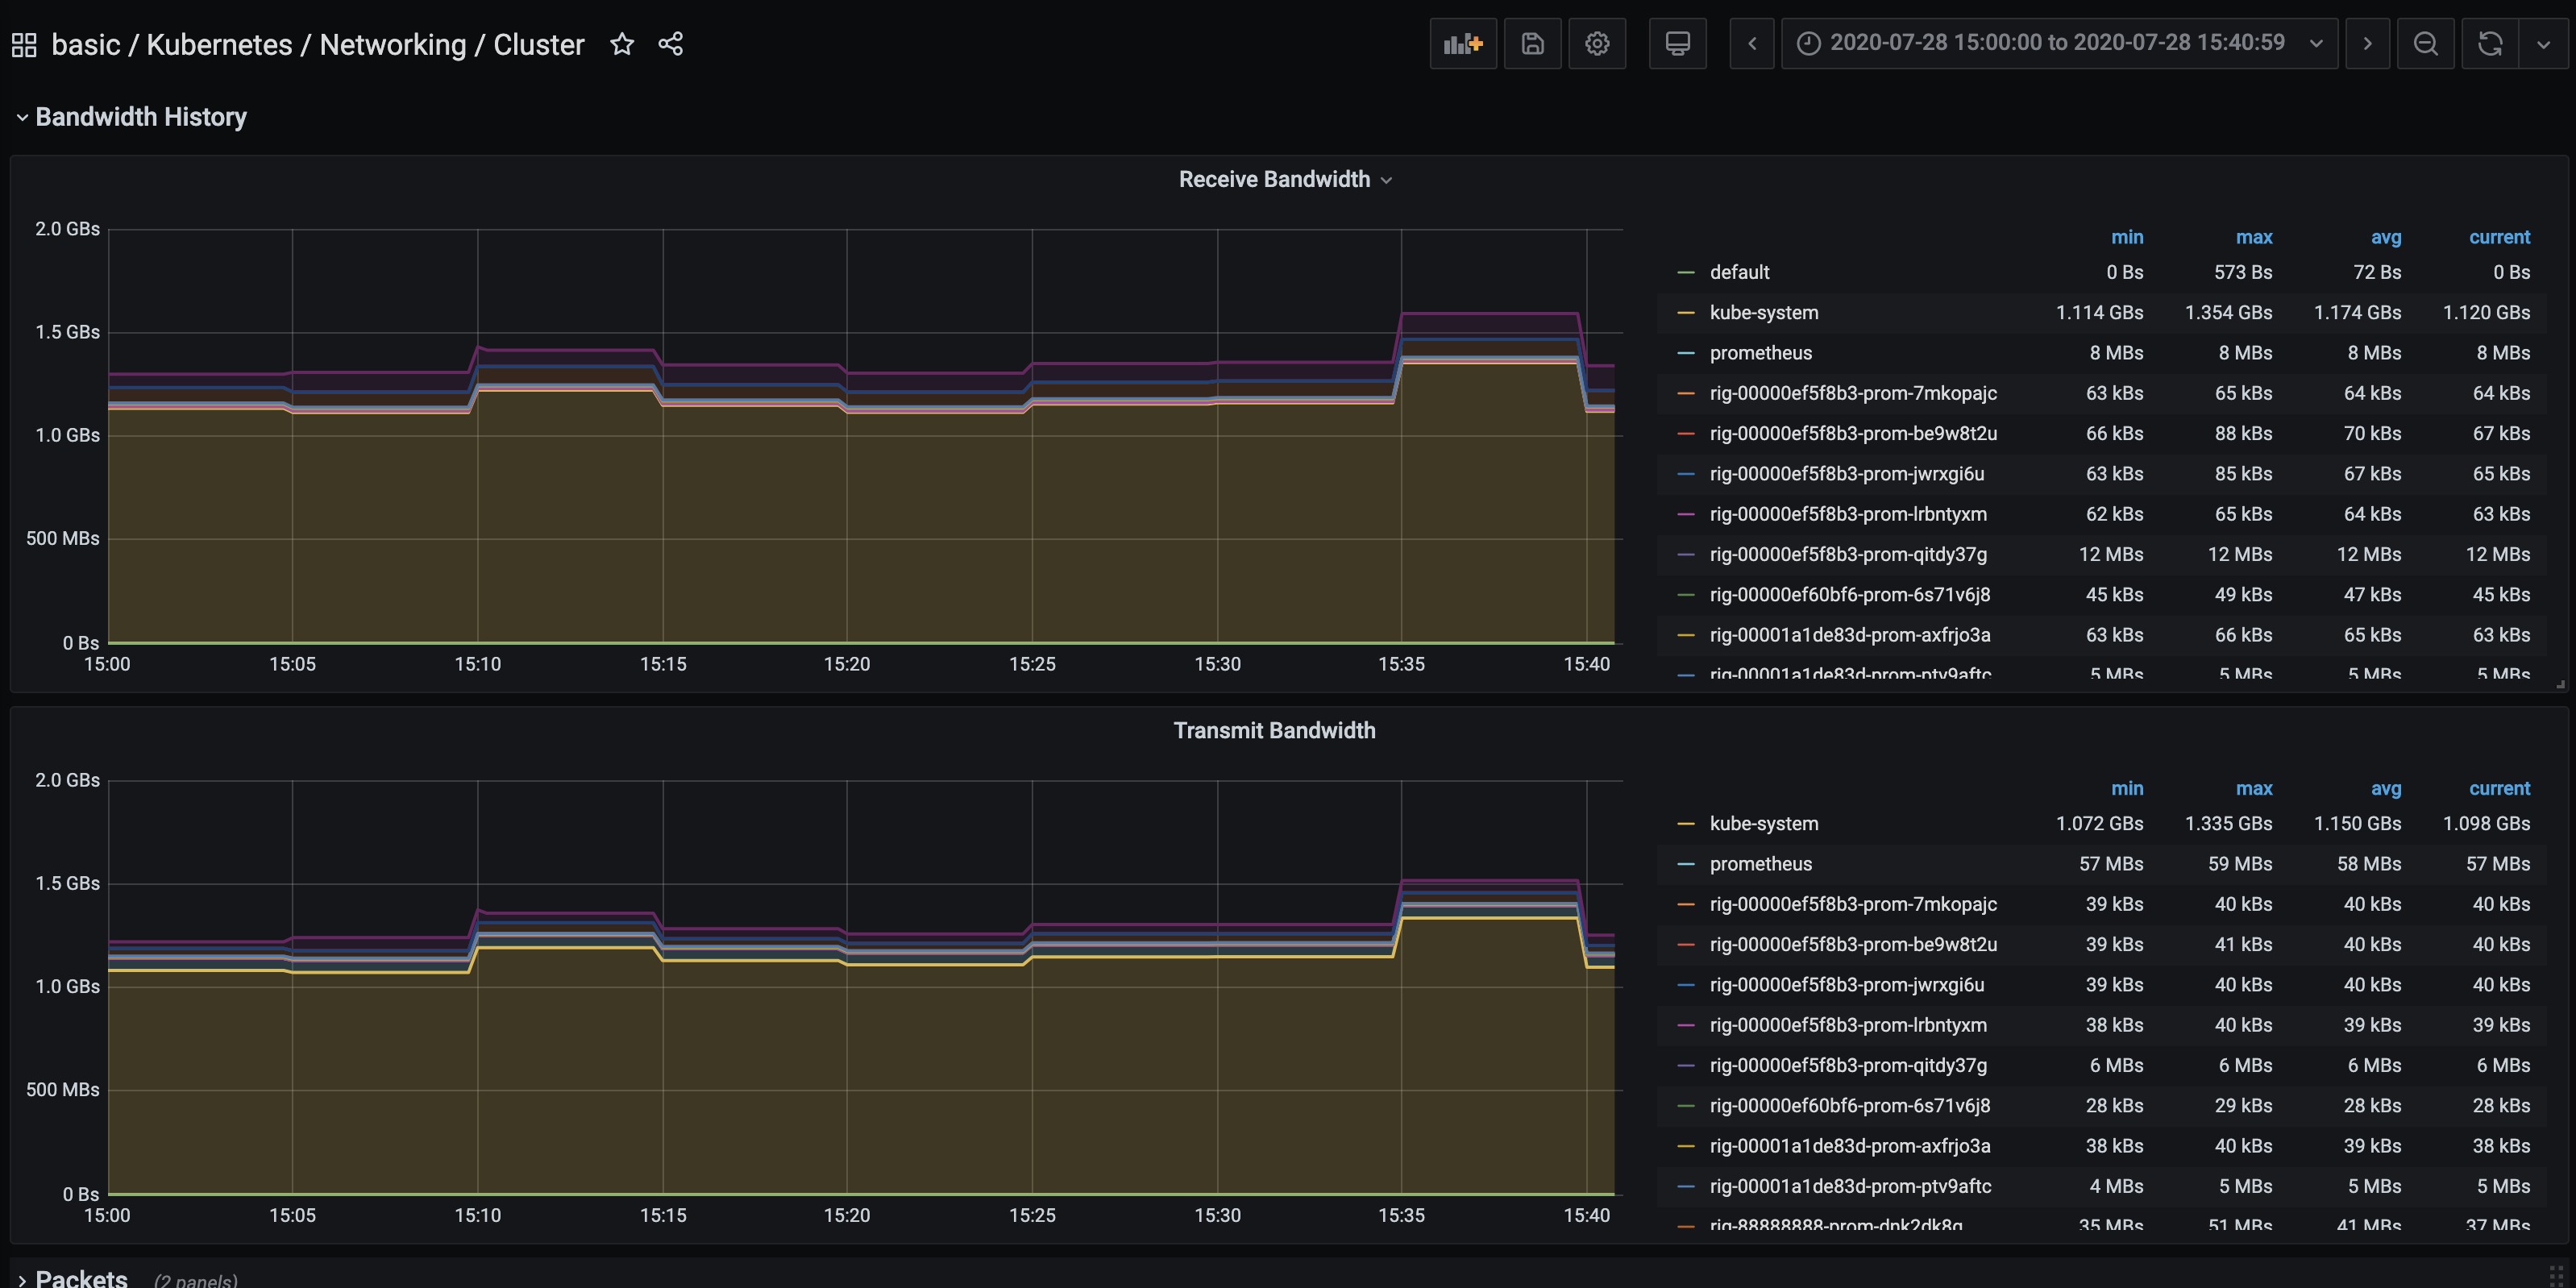 basic / Kubernetes / Networking / Cluster
2020-07-28 15:00:00 to 2020-07-28 15:40:59
Bandwidth History
Receive Bandwidth
2.0 GBs
1.5 GBs
1.0 GBs
500 MBs
0 Bs
15:00 15:05 15:10 15:15 15:20 15:25 15:30 15:35 15:40
min max avg current
default 0 Bs 573 Bs 72 Bs 0 Bs
kube-system 1.114 GBs 1.354 GBs 1.174 GBs 1.120 GBs
prometheus 8 MBs 8 MBs 8 MBs 8 MBs
rig-00000ef5f8b3-prom-7mkopajc 63 kBs 65 kBs 64 kBs 64 kBs
rig-00000ef5f8b3-prom-be9w8t2u 66 kBs 88 kBs 70 kBs 67 kBs
rig-00000ef5f8b3-prom-jwrxgi6u 63 kBs 85 kBs 67 kBs 65 kBs
rig-00000ef5f8b3-prom-lrbntyxm 62 kBs 65 kBs 64 kBs 63 kBs
rig-00000ef5f8b3-prom-qitdy37g 12 MBs 12 MBs 12 MBs 12 MBs
rig-00000ef60bf6-prom-6s71v6j8 45 kBs 49 kBs 47 kBs 45 kBs
rig-00001a1de83d-prom-axfrjo3a 63 kBs 66 kBs 65 kBs 63 kBs
rig-00001a1de83d-prom-ptv9aftc 5 MBs 5 MBs 5 MBs 5 MBs
Transmit Bandwidth
2.0 GBs
1.5 GBs
1.0 GBs
500 MBs
0 Bs
15:00 15:05 15:10 15:15 15:20 15:25 15:30 15:35 15:40
min max avg current
kube-system 1.072 GBs 1.335 GBs 1.150 GBs 1.098 GBs
prometheus 57 MBs 59 MBs 58 MBs 57 MBs
rig-00000ef5f8b3-prom-7mkopajc 39 kBs 40 kBs 40 kBs 40 kBs
rig-00000ef5f8b3-prom-be9w8t2u 39 kBs 41 kBs 40 kBs 40 kBs
rig-00000ef5f8b3-prom-jwrxgi6u 39 kBs 40 kBs 40 kBs 40 kBs
rig-00000ef5f8b3-prom-lrbntyxm 38 kBs 40 kBs 39 kBs 39 kBs
rig-00000ef5f8b3-prom-qitdy37g 6 MBs 6 MBs 6 MBs 6 MBs
rig-00000ef60bf6-prom-6s71v6j8 28 kBs 29 kBs 28 kBs 28 kBs
rig-00001a1de83d-prom-axfrjo3a 38 kBs 40 kBs 39 kBs 38 kBs
rig-00001a1de83d-prom-ptv9aftc 4 MBs 5 MBs 5 MBs 5 MBs
35 MBs 51 MBs 41 MBs 37 MBs
Packets (2 panels)